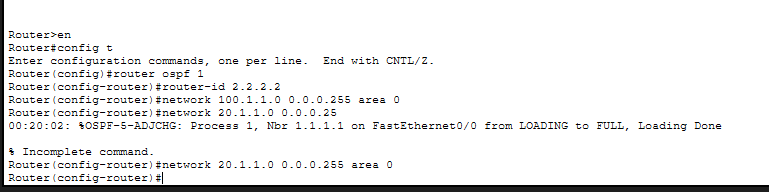 Router>en
Router#config t
Enter configuration commands, one per line.  End with CNTL/Z.
Router(config)#router ospf 1
Router(config-router)#router-id 2.2.2.2
Router(config-router)#network 100.1.1.0 0.0.0.255 area 0
Router(config-router)#network 20.1.1.0 0.0.0.25
00:20:02: %OSPF-5-ADJCHG: Process 1, Nbr 1.1.1.1 on FastEthernet0/0 from LOADING to FULL, Loading Done
% Incomplete command.
Router(config-router)#network 20.1.1.0 0.0.0.255 area 0
Router(config-router)#